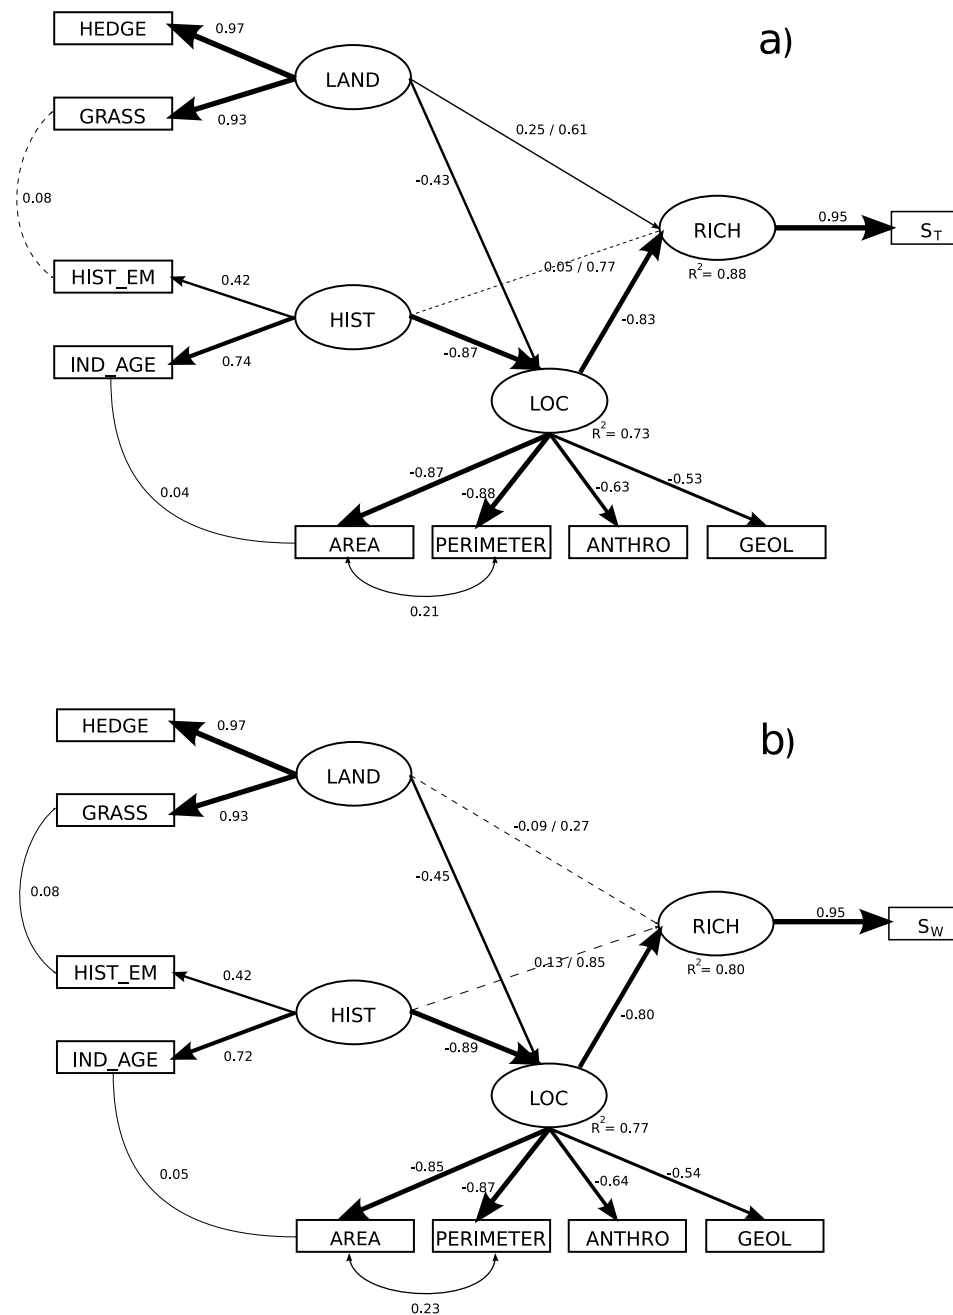 a)
HEDGE
0.97
LAND
GRASS
0.93
0.25 / 0.61
-0.43
0.08
0.95
RICH
S_T
R² = 0.88
HIST_EM
0.42
0.05 / 0.77
HIST
-0.83
-0.87
IND_AGE
0.74
LOC
R² = 0.73
-0.87
-0.88
-0.63
-0.53
0.04
AREA
PERIMETER
ANTHRO
GEOL
0.21
b)
HEDGE
0.97
LAND
GRASS
0.93
-0.09 / 0.27
-0.45
0.08
0.95
RICH
S_W
R² = 0.80
HIST_EM
0.42
0.13 / 0.85
HIST
-0.80
-0.89
IND_AGE
0.72
LOC
R² = 0.77
-0.85
-0.87
-0.64
-0.54
0.05
AREA
PERIMETER
ANTHRO
GEOL
0.23